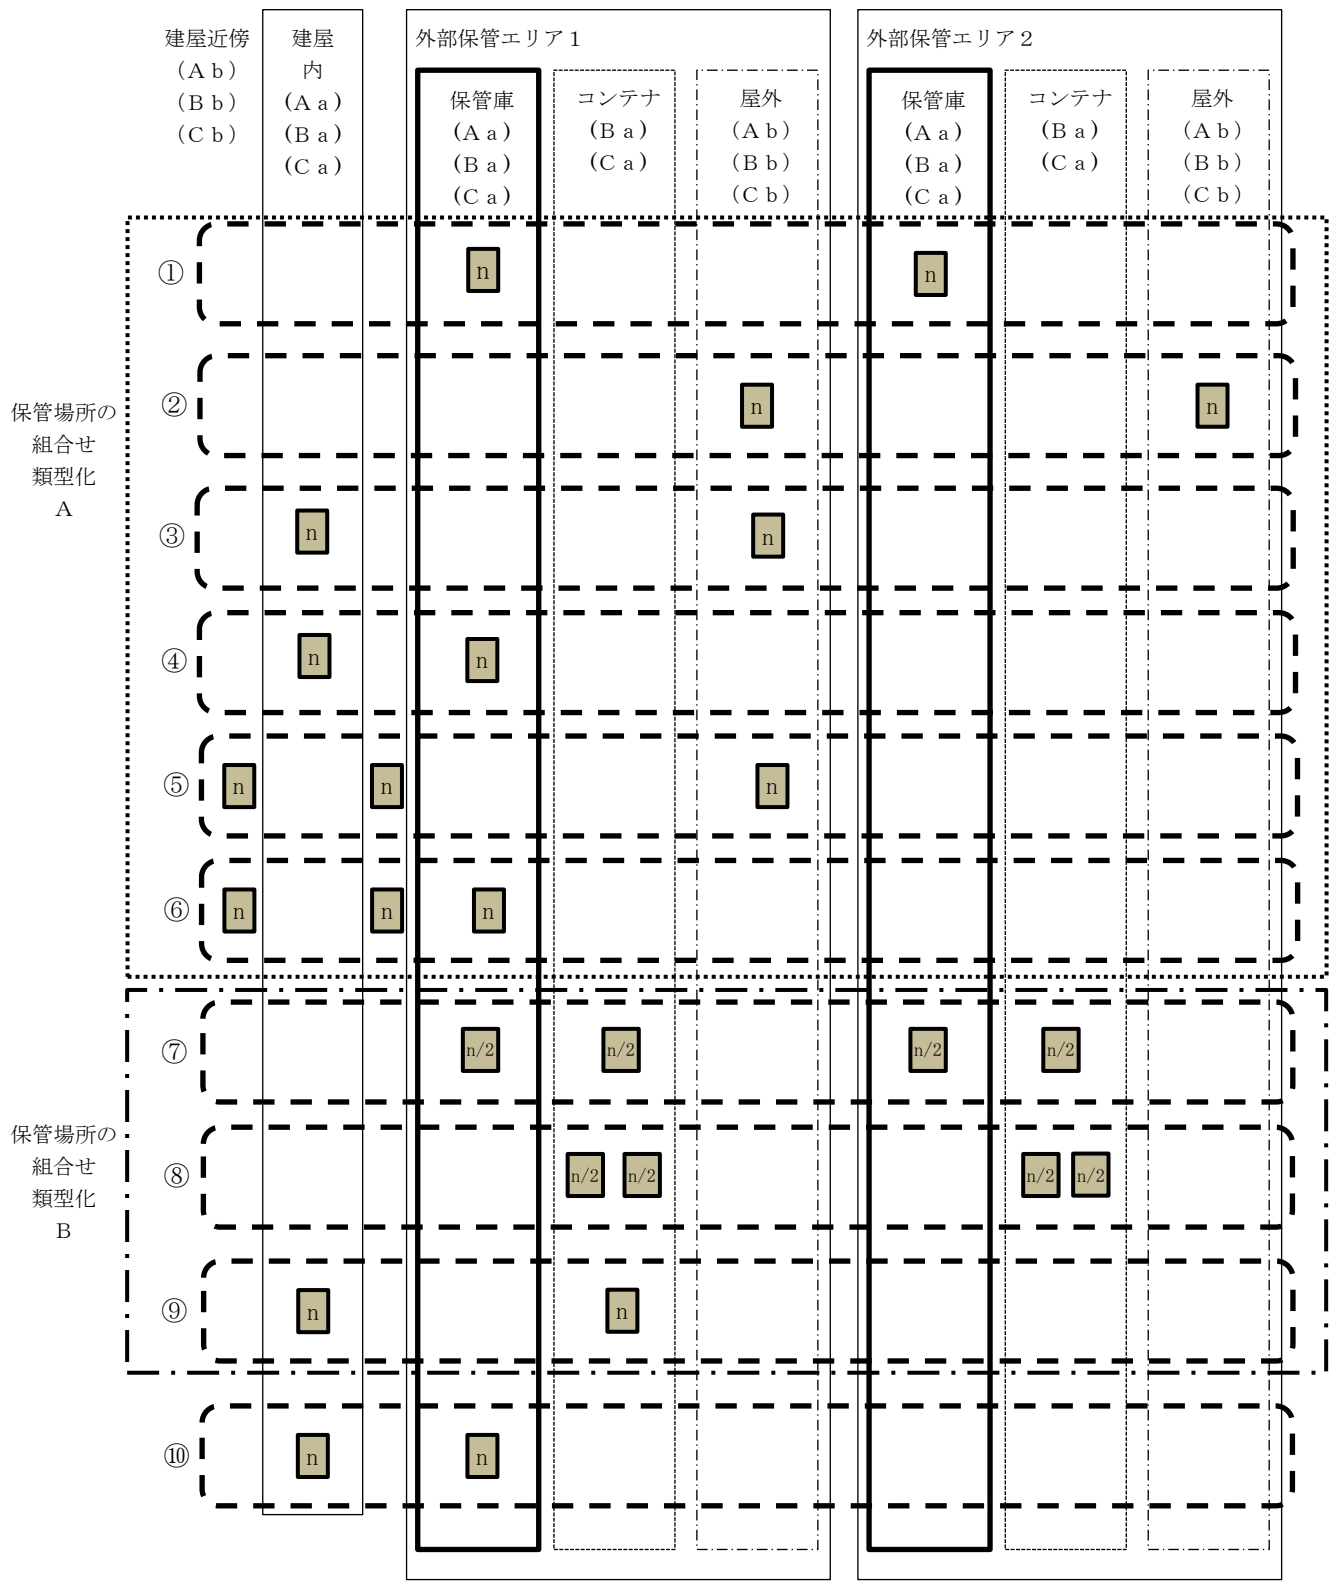 建屋近傍
（Ａｂ）
（Ｂｂ）
（Ｃｂ）
建屋
内
(Ａａ)
(Ｂａ)
(Ｃａ)
外部保管エリア１
保管庫
(Ａａ)
(Ｂａ)
(Ｃａ)
コンテナ
(Ｂａ)
(Ｃａ)
屋外
（Ａｂ）
（Ｂｂ）
（Ｃｂ）
外部保管エリア２
保管庫
(Ａａ)
(Ｂａ)
(Ｃａ)
コンテナ
(Ｂａ)
(Ｃａ)
屋外
（Ａｂ）
（Ｂｂ）
（Ｃｂ）
保管場所の
組合せ
類型化
Ａ
① n n
② n n
③ n n
④ n n
⑤ n n n
⑥ n n n
保管場所の
組合せ
類型化
Ｂ
⑦ n/2 n/2 n/2 n/2
⑧ n/2 n/2 n/2 n/2
⑨ n n
⑩ n n